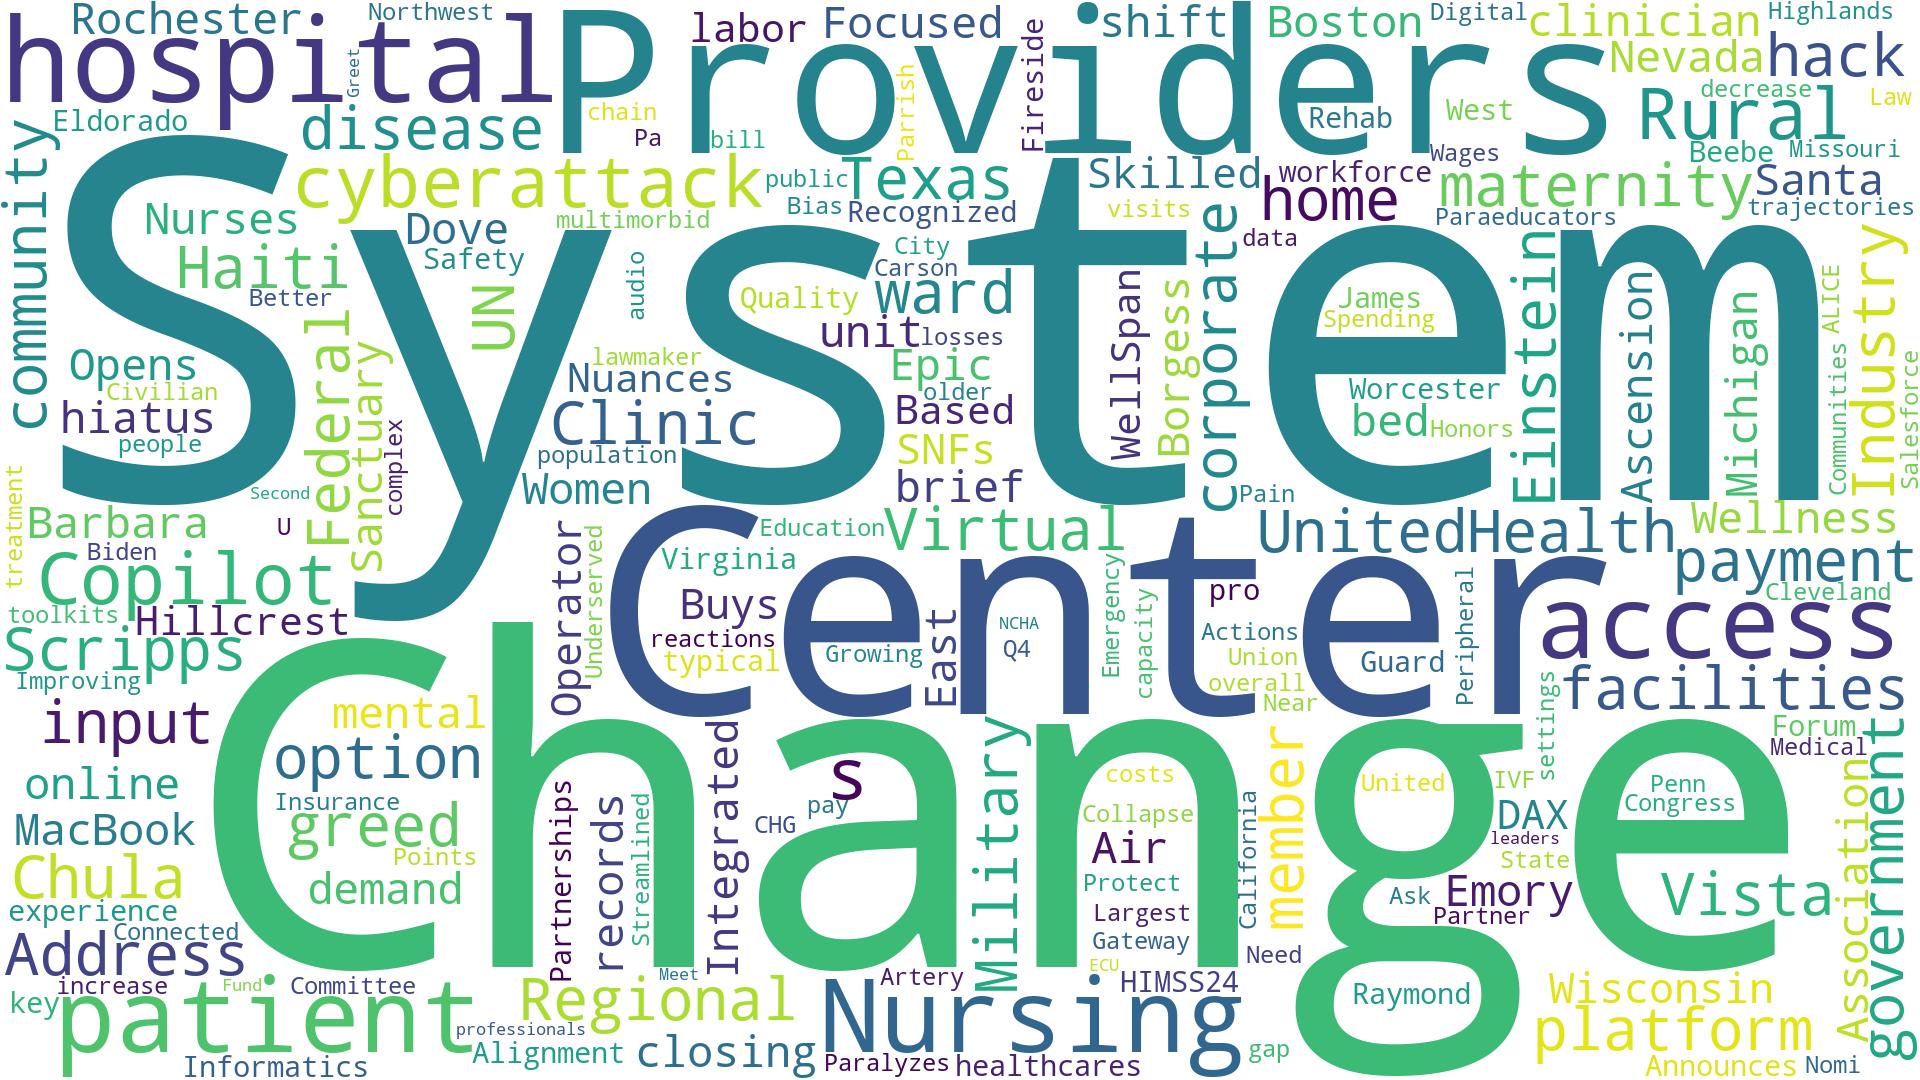 Rochester
Northwest
hospital
Greet
Providers
labor
Focused
Fireside
shift
Boston
Digital
clinician
Highlands
Nevada
hack
decrease
Law
Eldorado
disease
chain
Pa
bill
Parrish
Rehab
West
Rural
Wages
Beebe
Missouri
community
System
cyberattack
public
Texas
Skilled
workforce
home
maternity
Santa
Nurses
Dove
multimorbid
Bias
Recognized
visits
data
Paraeducators
trajectories
Haiti
Safety
City
Carson
corporate
Einstein
Industry
Better
UN
audio
Quality
ward
WellSpan
Borgess
James
Spending
Ascension
Michigan
ALICE
Federal
Sanctuary
unit
losses
Opens
Civilian
hiatus
people
complex
lawmaker
Nuances
Epic
older
Based
Clinic
SNFs
population
Women
brief
Worcester
bed
Honors
Communities
Salesforce
treatment
Second
U
Pain
Barbara
Biden
Copilot
Operator
Underserved
Education
Virtual
Virginia
Center
UnitedHealth
Wellness
payment
Cleveland
toolkits
Hillcrest
Buys
reactions
typical
Growing
East
NCHA
Q4
Emergency
capacity
pro
Actions
Union
overall
Near
Guard
Peripheral
access
Scripps
Improving
facilities
settings
input
mental
Change
option
online
Insurance
MacBook
greed
Points
Partnerships
records
Streamlined
Integrated
CHG
pay
s
Military
costs
Collapse
Air
Protect
Largest
Gateway
ECU
California
member
United
IVF
DAX
leaders
State
Penn
Congress
Forum
Medical
Association
government
Chula
demand
experience
Connected
Address
Ask
Emory
Partner
Vista
Need
key
increase
Fund
Committee
patient
Meet
Regional
Artery
Nursing
HIMSS24
Raymond
Wisconsin
platform
professionals
Informatics
Alignment
closing
Paralyzes
healthcares
gap
Announces
Nomi